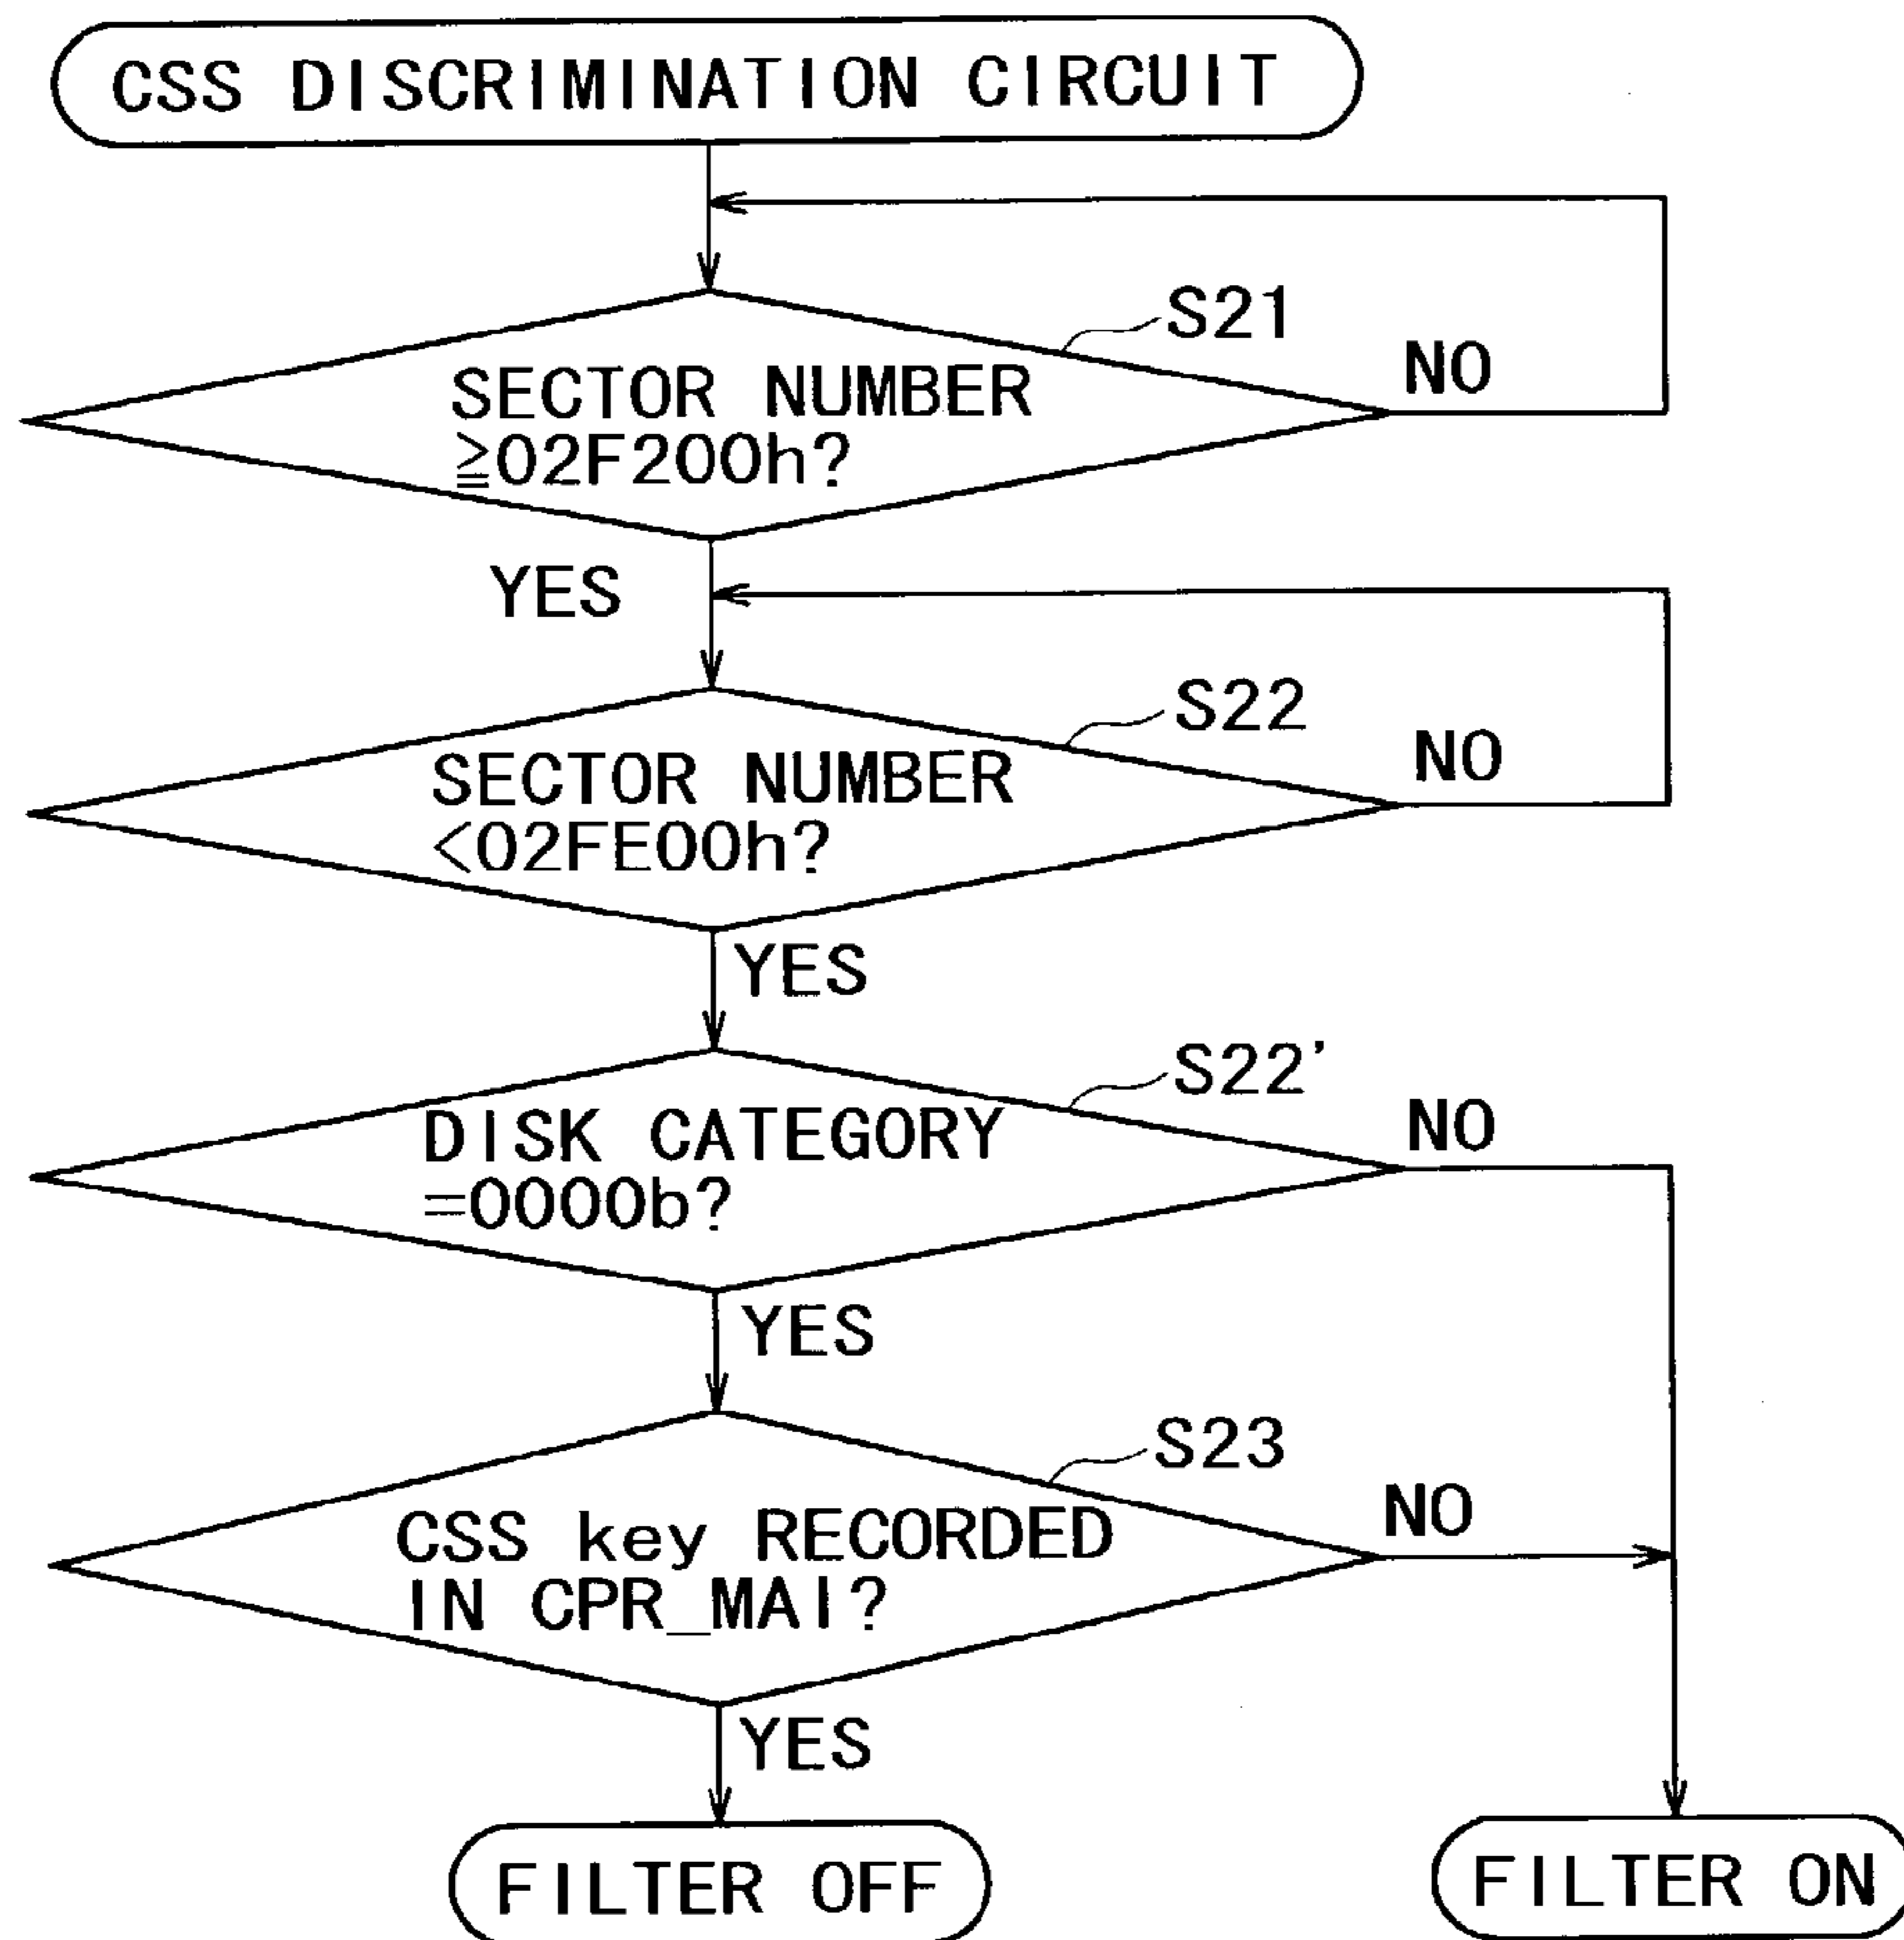 CSS DISCRIMINATION CIRCUIT
S21
NO
SECTOR NUMBER
≧02F200h?
YES
S22
NO
SECTOR NUMBER
<02FE00h?
YES
S22'
NO
DISK CATEGORY
=0000b?
YES
S23
NO
CSS key RECORDED
IN CPR_MAI?
YES
FILTER OFF
FILTER ON